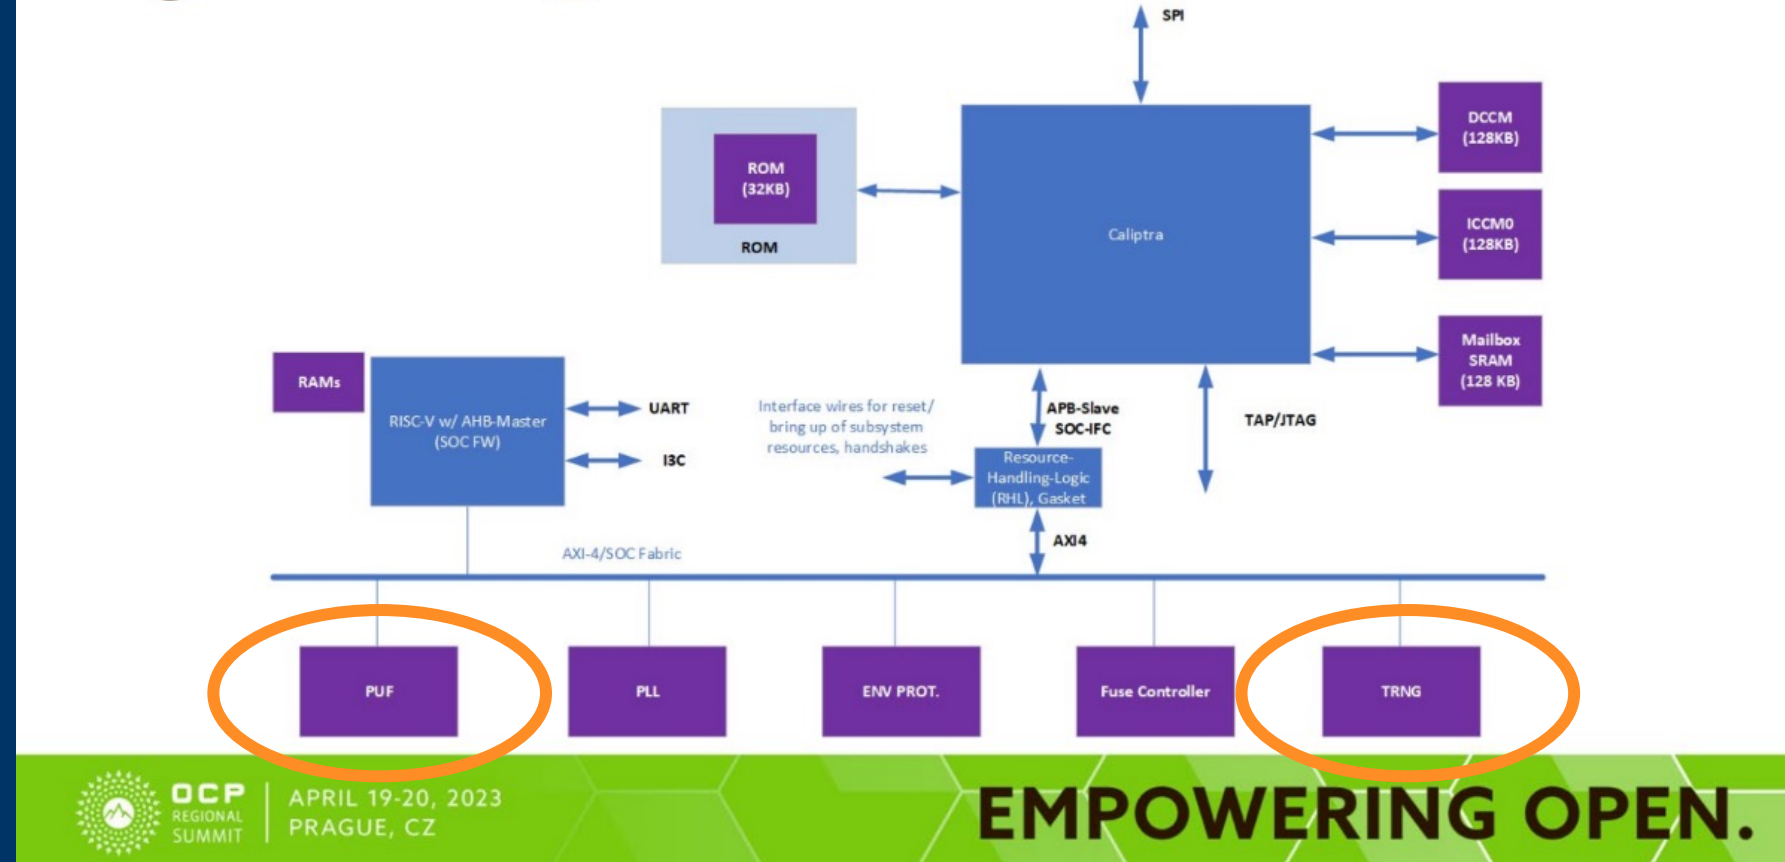 SPI
DCCM
(128KB)
ROM
(32KB)
ROM
Caliptra
ICCM0
(128KB)
Mailbox
SRAM
(128 KB)
RAMs
RISC-V w/ AHB-Master
(SOC FW)
UART
I3C
Interface wires for reset/
bring up of subsystem
resources, handshakes
APB-Slave
SOC-IFC
TAP/JTAG
Resource-
Handling-Logic
(RHL), Gasket
AXI4
AXI-4/SOC Fabric
PUF
PLL
ENV PROT.
Fuse Controller
TRNG
OCP
REGIONAL
SUMMIT
APRIL 19-20, 2023
PRAGUE, CZ
EMPOWERING OPEN.